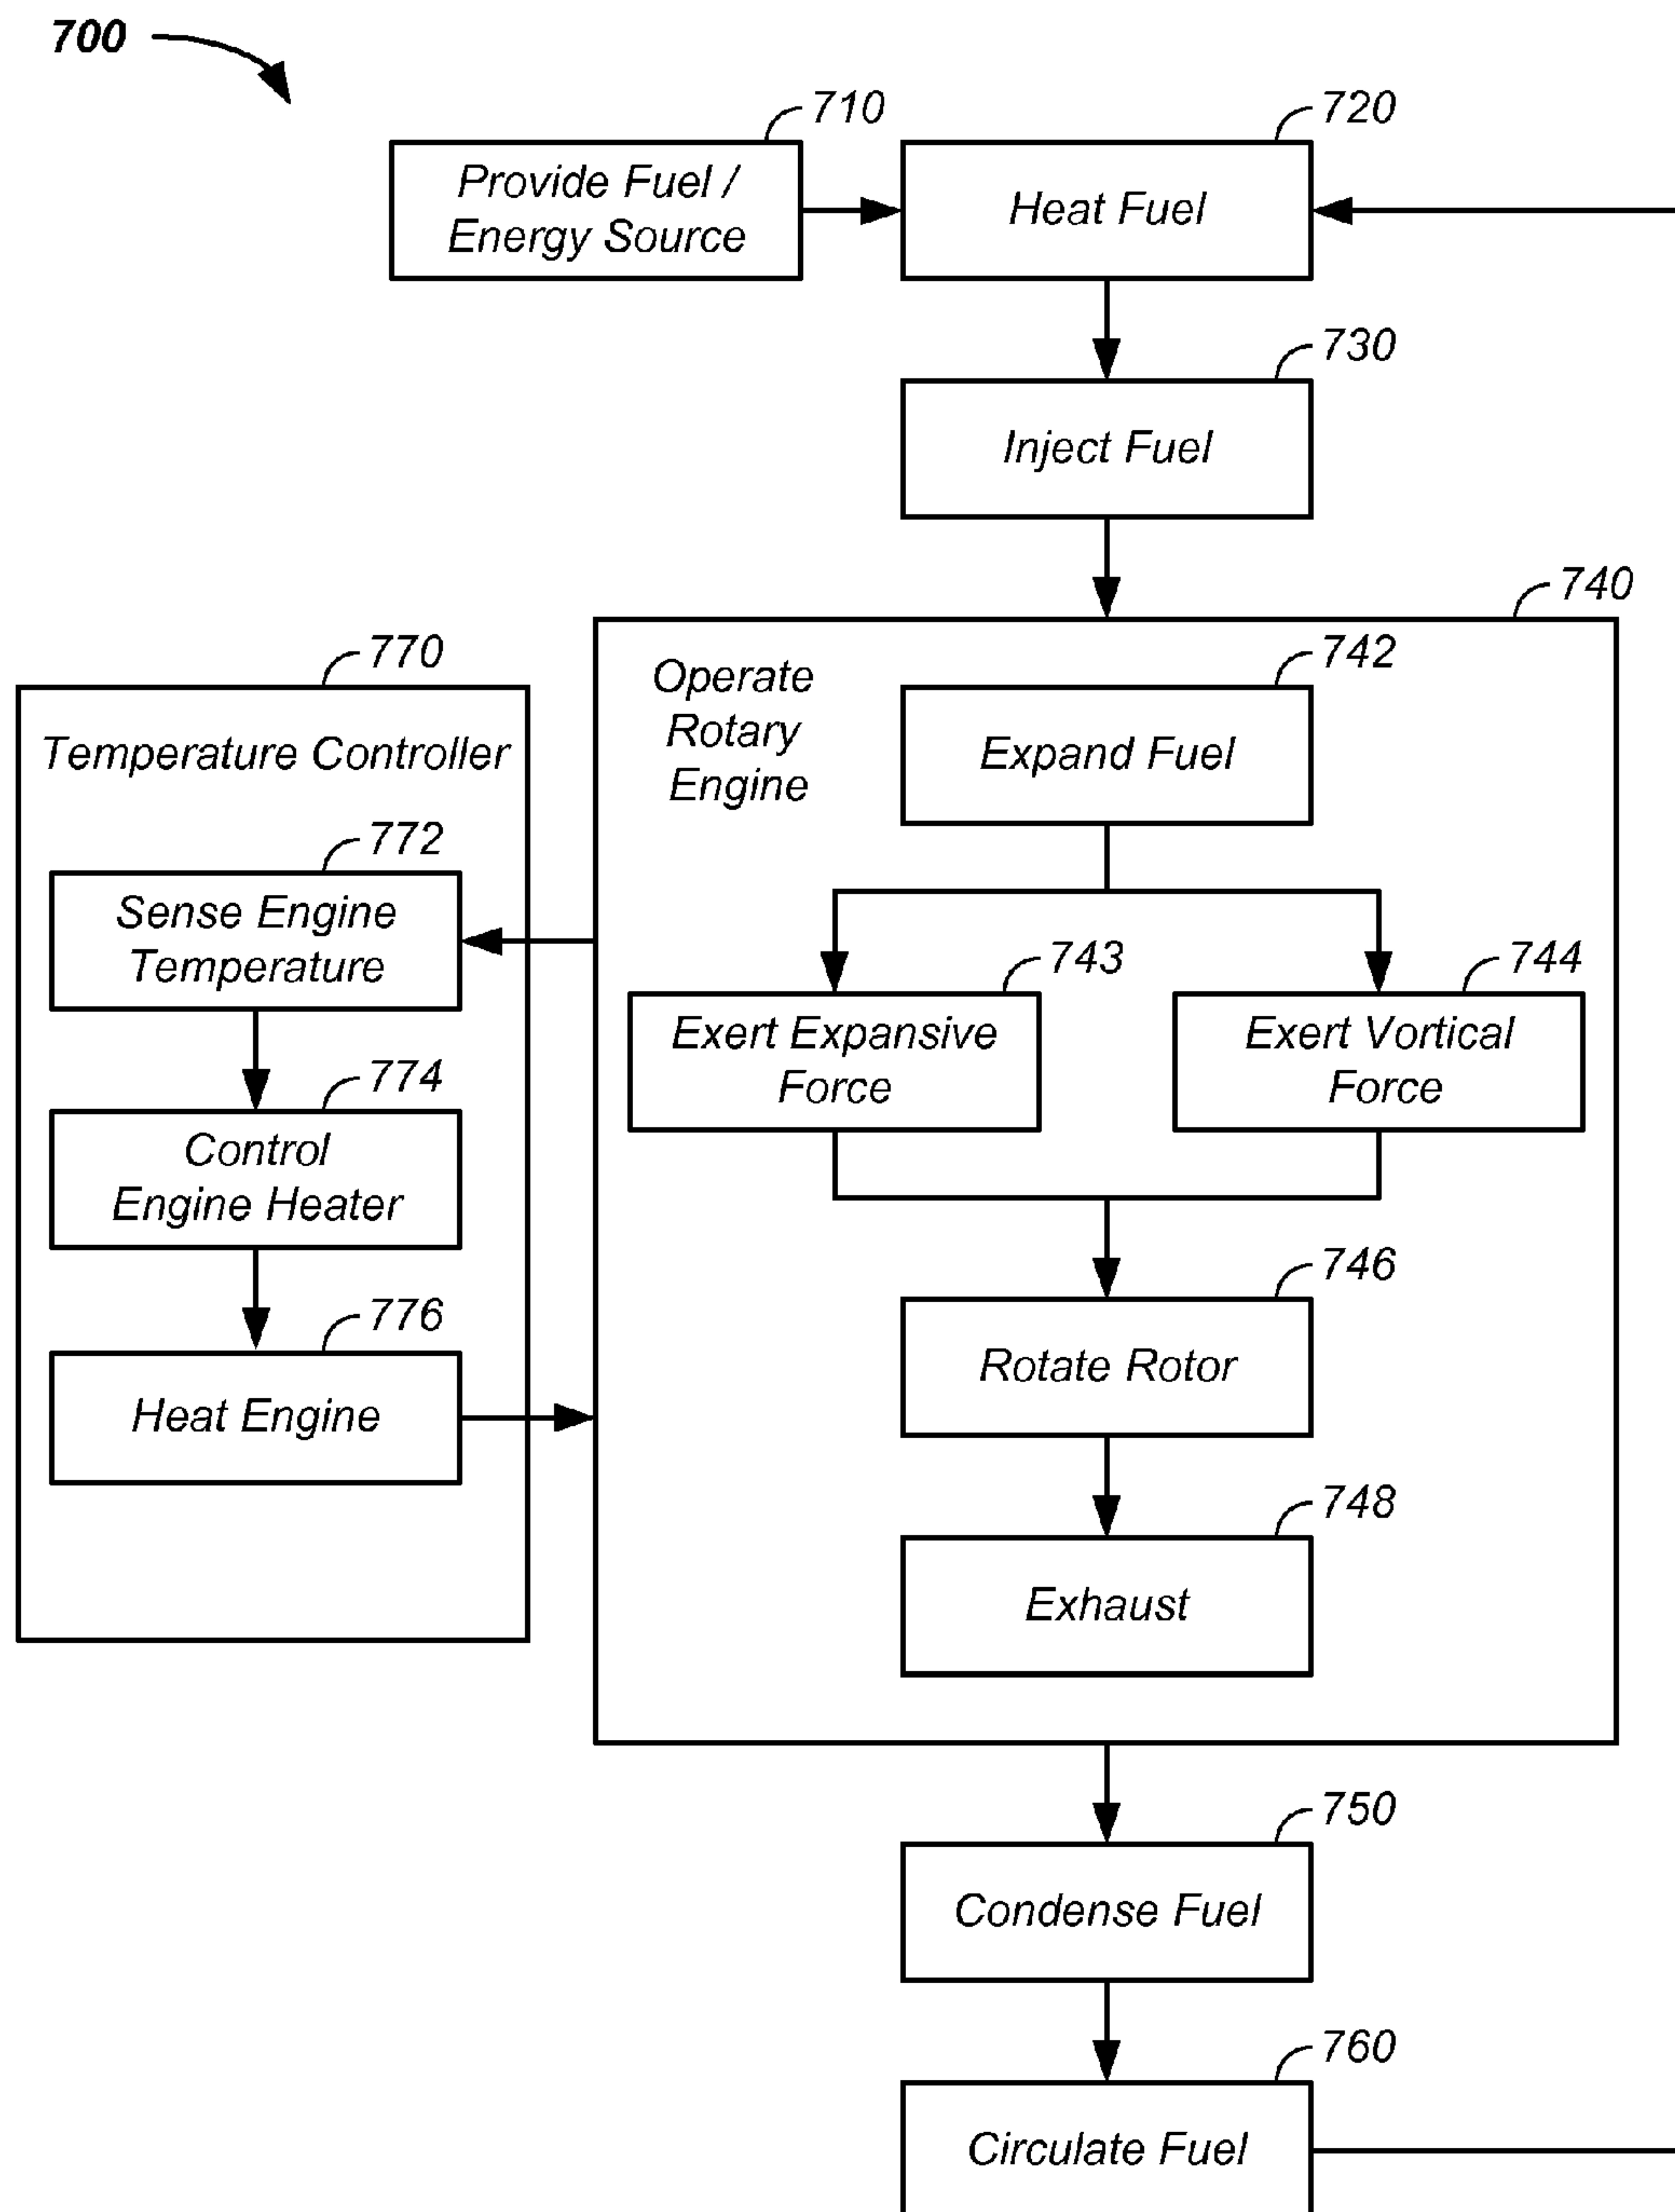 700
710
Provide Fuel /
Energy Source
720
Heat Fuel
730
Inject Fuel
740
Operate
Rotary
Engine
742
Expand Fuel
743
Exert Expansive
Force
744
Exert Vortical
Force
746
Rotate Rotor
748
Exhaust
770
Temperature Controller
772
Sense Engine
Temperature
774
Control
Engine Heater
776
Heat Engine
750
Condense Fuel
760
Circulate Fuel